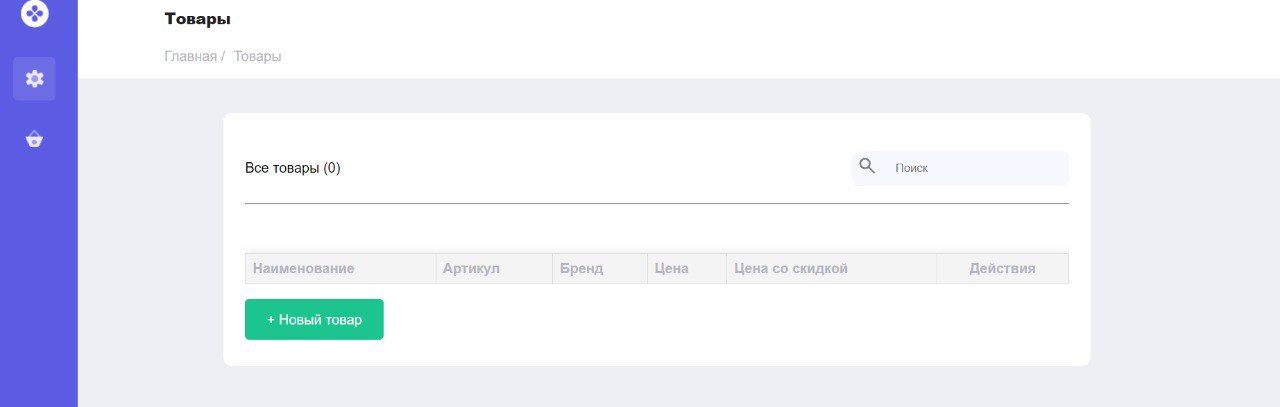 Товары
Главная / Товары
Все товары (0)
Поиск
Наименование Артикул Бренд Цена Цена со скидкой Действия
+ Новый товар